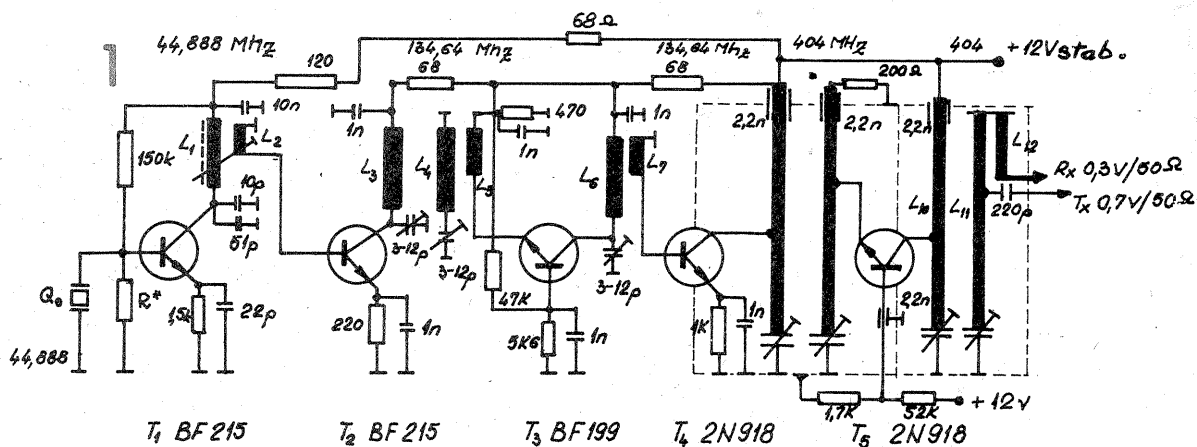 1
44,888 Mhz
120
68Ω
134,64 Mhz
68
134,64 Mhz
68
404 MHz
404
+12V stab.
200Ω
10n
1n
470
1n
1n
2,2n
2,2n
2,2n
L1
L2
L3
L4
L5
L6
L7
L10
L11
L12
150k
10p
51p
3-12p
3-12p
3-12p
220p
Rx 0,3V/50Ω
Tx 0,7V/50Ω
Q0
44,888
R*
1,5k
22p
220
1n
47K
5K6
1n
1K
1n
2,2n
1,7K
52K
+12V
T1 BF215
T2 BF215
T3 BF199
T4 2N918
T5 2N918